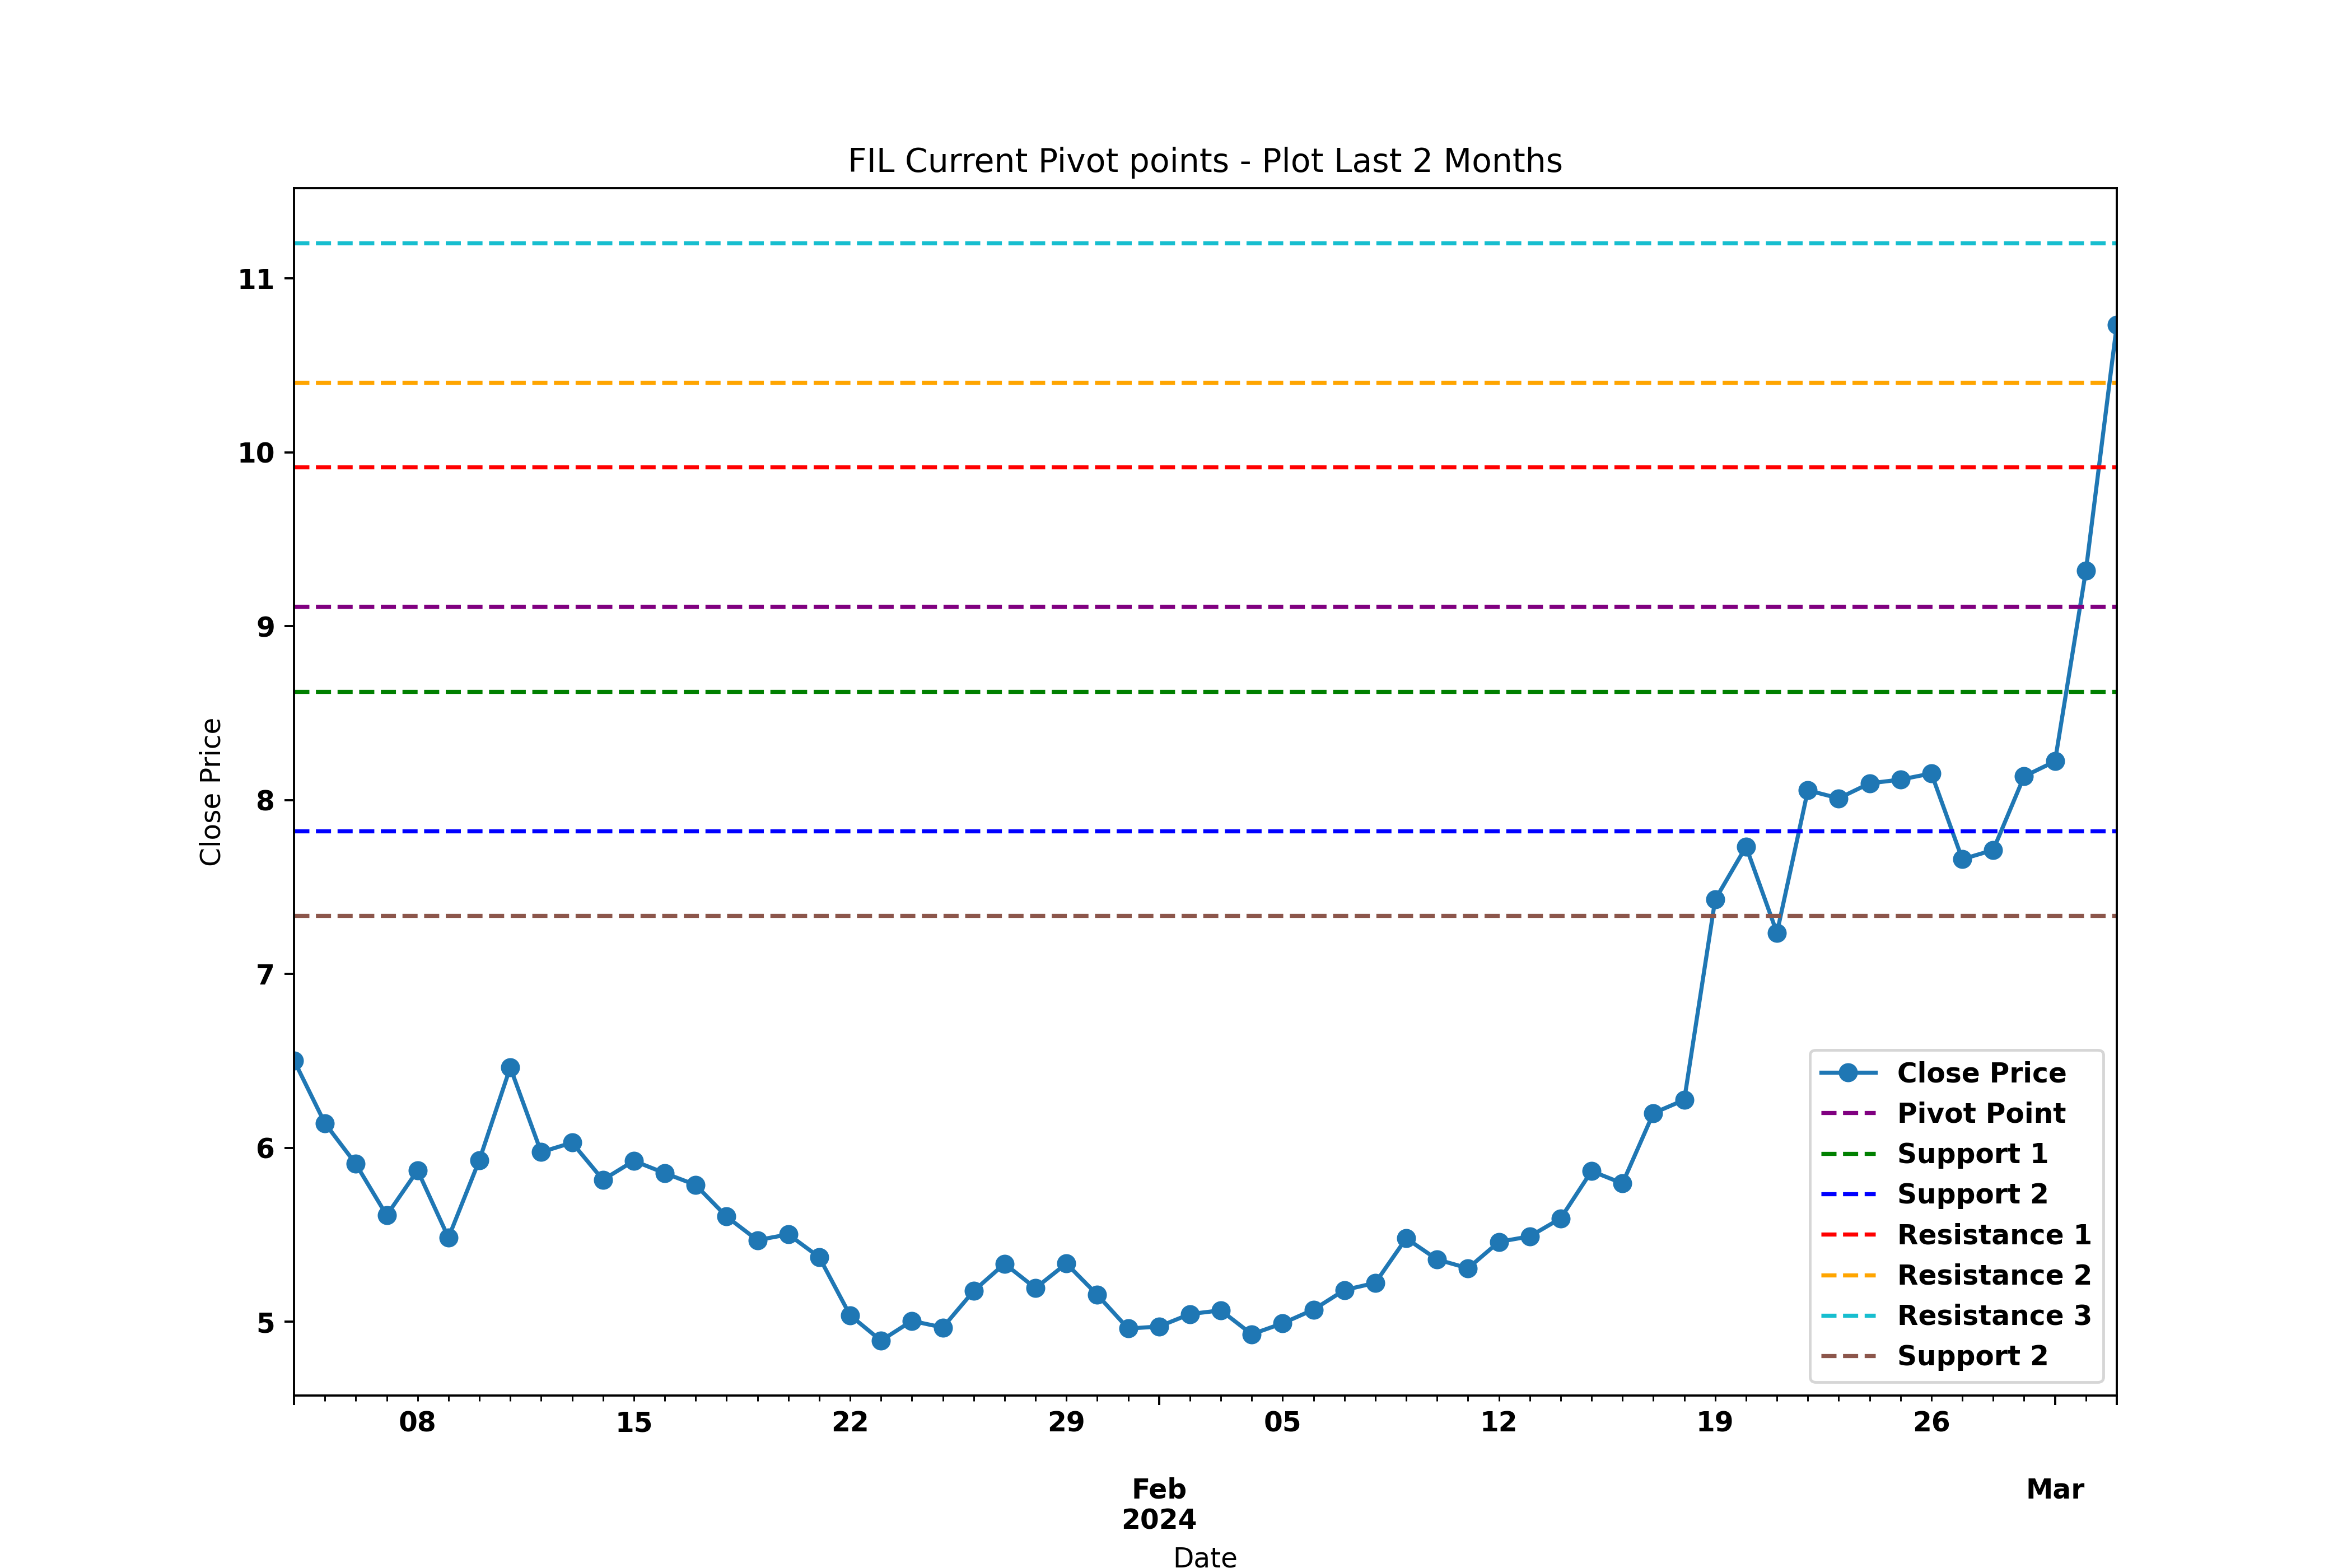 FIL Current Pivot points - Plot Last 2 Months
11
10
9
8
7
6
5
Close Price
Close Price
Pivot Point
Support 1
Support 2
Resistance 1
Resistance 2
Resistance 3
Support 2
08 15 22 29 05 12 19 26
Feb Mar
2024
Date